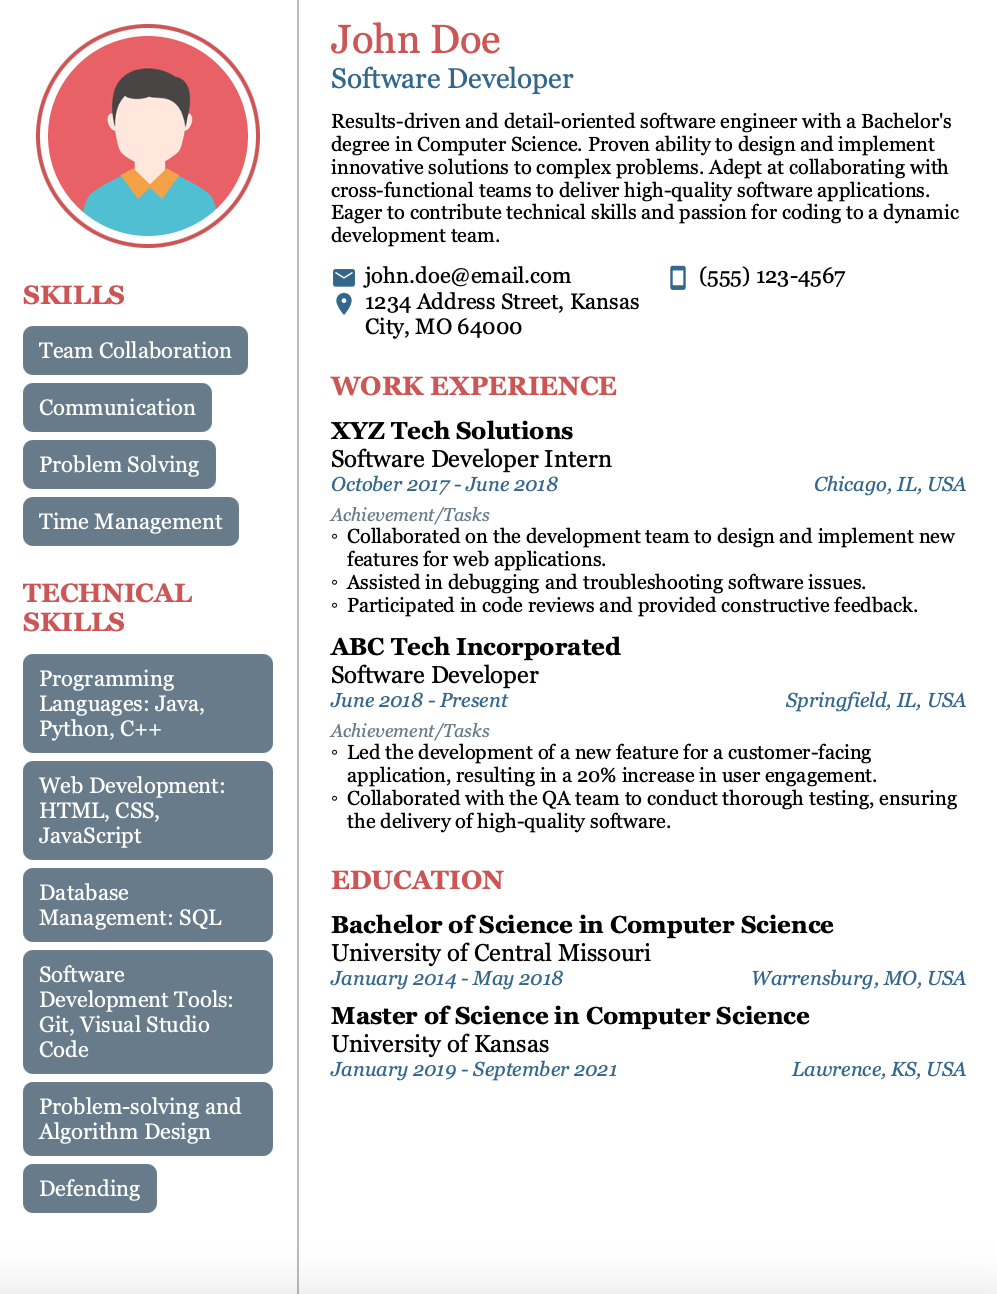 John Doe
Software Developer
Results-driven and detail-oriented software engineer with a Bachelor's
degree in Computer Science. Proven ability to design and implement
innovative solutions to complex problems. Adept at collaborating with
cross-functional teams to deliver high-quality software applications.
Eager to contribute technical skills and passion for coding to a dynamic
development team.
john.doe@email.com
(555) 123-4567
1234 Address Street, Kansas
City, MO 64000
SKILLS
Team Collaboration
Communication
Problem Solving
Time Management
TECHNICAL
SKILLS
Programming
Languages: Java,
Python, C++
Web Development:
HTML, CSS,
JavaScript
Database
Management: SQL
Software
Development Tools:
Git, Visual Studio
Code
Problem-solving and
Algorithm Design
Defending
WORK EXPERIENCE
XYZ Tech Solutions
Software Developer Intern
October 2017 - June 2018 Chicago, IL, USA
Achievement/Tasks
◦ Collaborated on the development team to design and implement new
features for web applications.
◦ Assisted in debugging and troubleshooting software issues.
◦ Participated in code reviews and provided constructive feedback.
ABC Tech Incorporated
Software Developer
June 2018 - Present Springfield, IL, USA
Achievement/Tasks
◦ Led the development of a new feature for a customer-facing
application, resulting in a 20% increase in user engagement.
◦ Collaborated with the QA team to conduct thorough testing, ensuring
the delivery of high-quality software.
EDUCATION
Bachelor of Science in Computer Science
University of Central Missouri
January 2014 - May 2018 Warrensburg, MO, USA
Master of Science in Computer Science
University of Kansas
January 2019 - September 2021 Lawrence, KS, USA